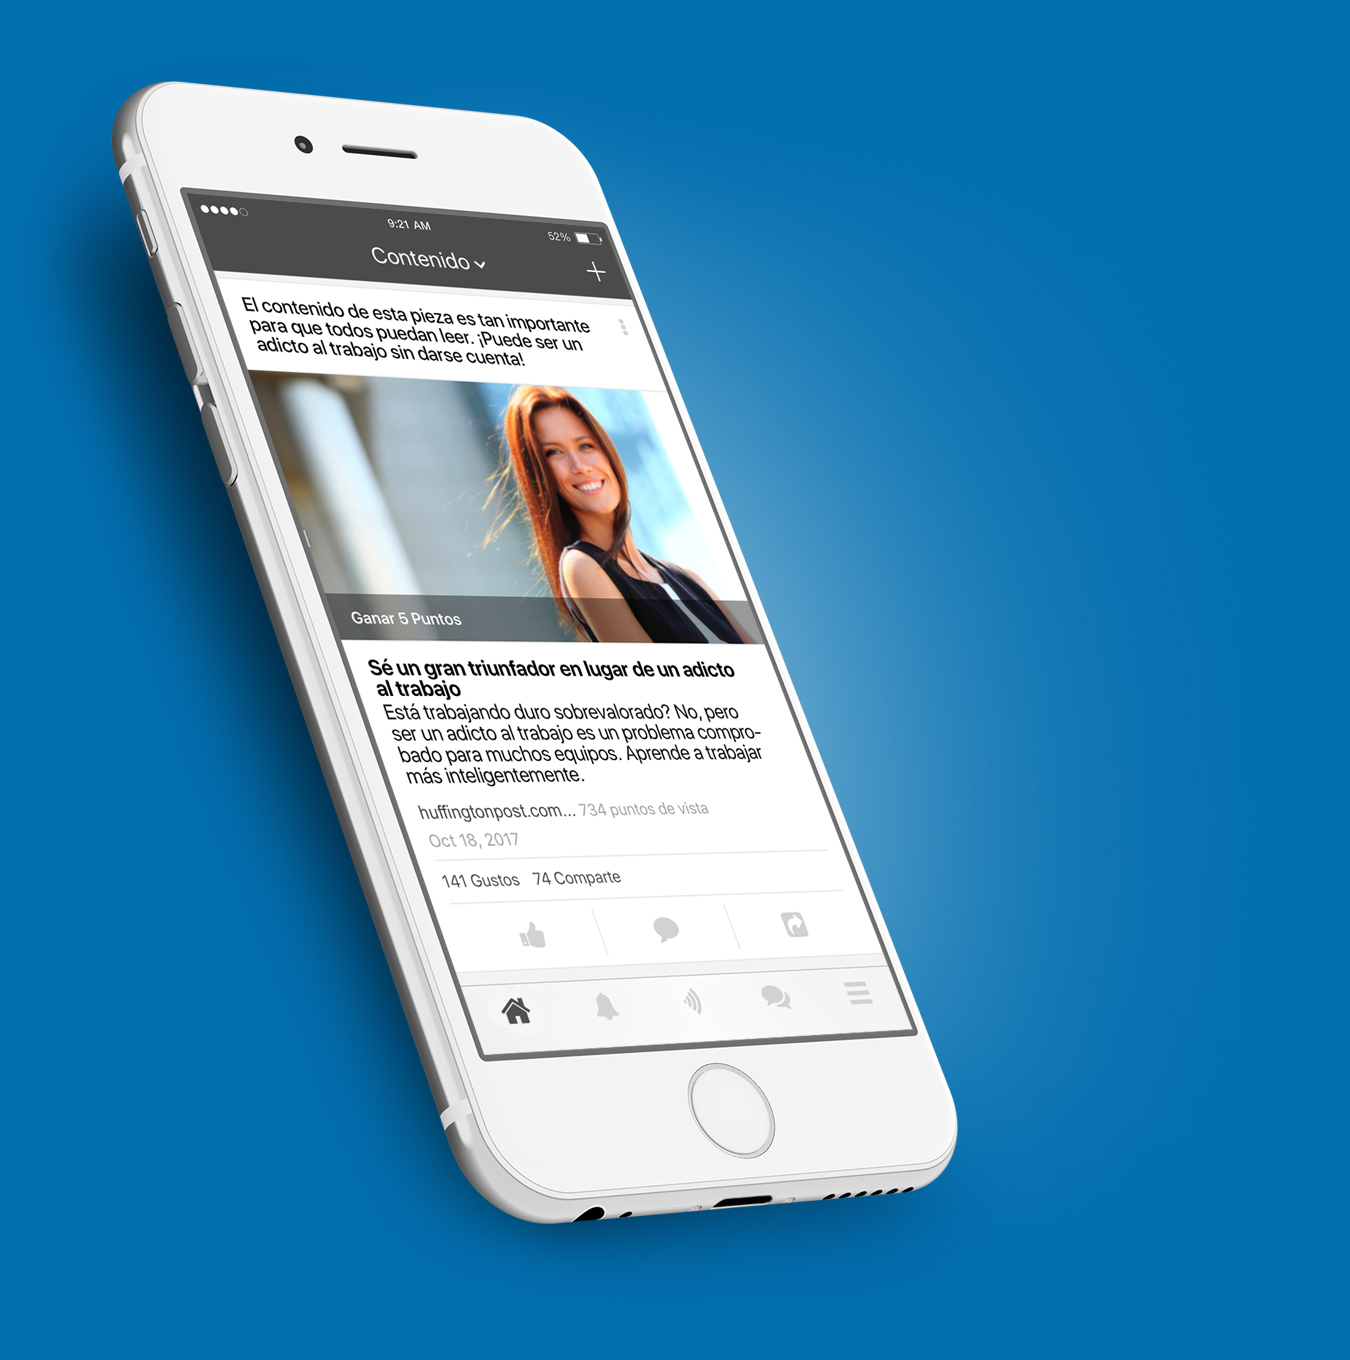 9:21 AM
52%
Contenido
El contenido de esta pieza es tan importante
para que todos puedan leer. ¡Puede ser un
adicto al trabajo sin darse cuenta!
Ganar 5 Puntos
Sé un gran triunfador en lugar de un adicto
al trabajo
Está trabajando duro sobrevalorado? No, pero
ser un adicto al trabajo es un problema compro-
bado para muchos equipos. Aprende a trabajar
más inteligentemente.
huffingtonpost.com... 734 puntos de vista
Oct 18, 2017
141 Gustos 74 Comparte